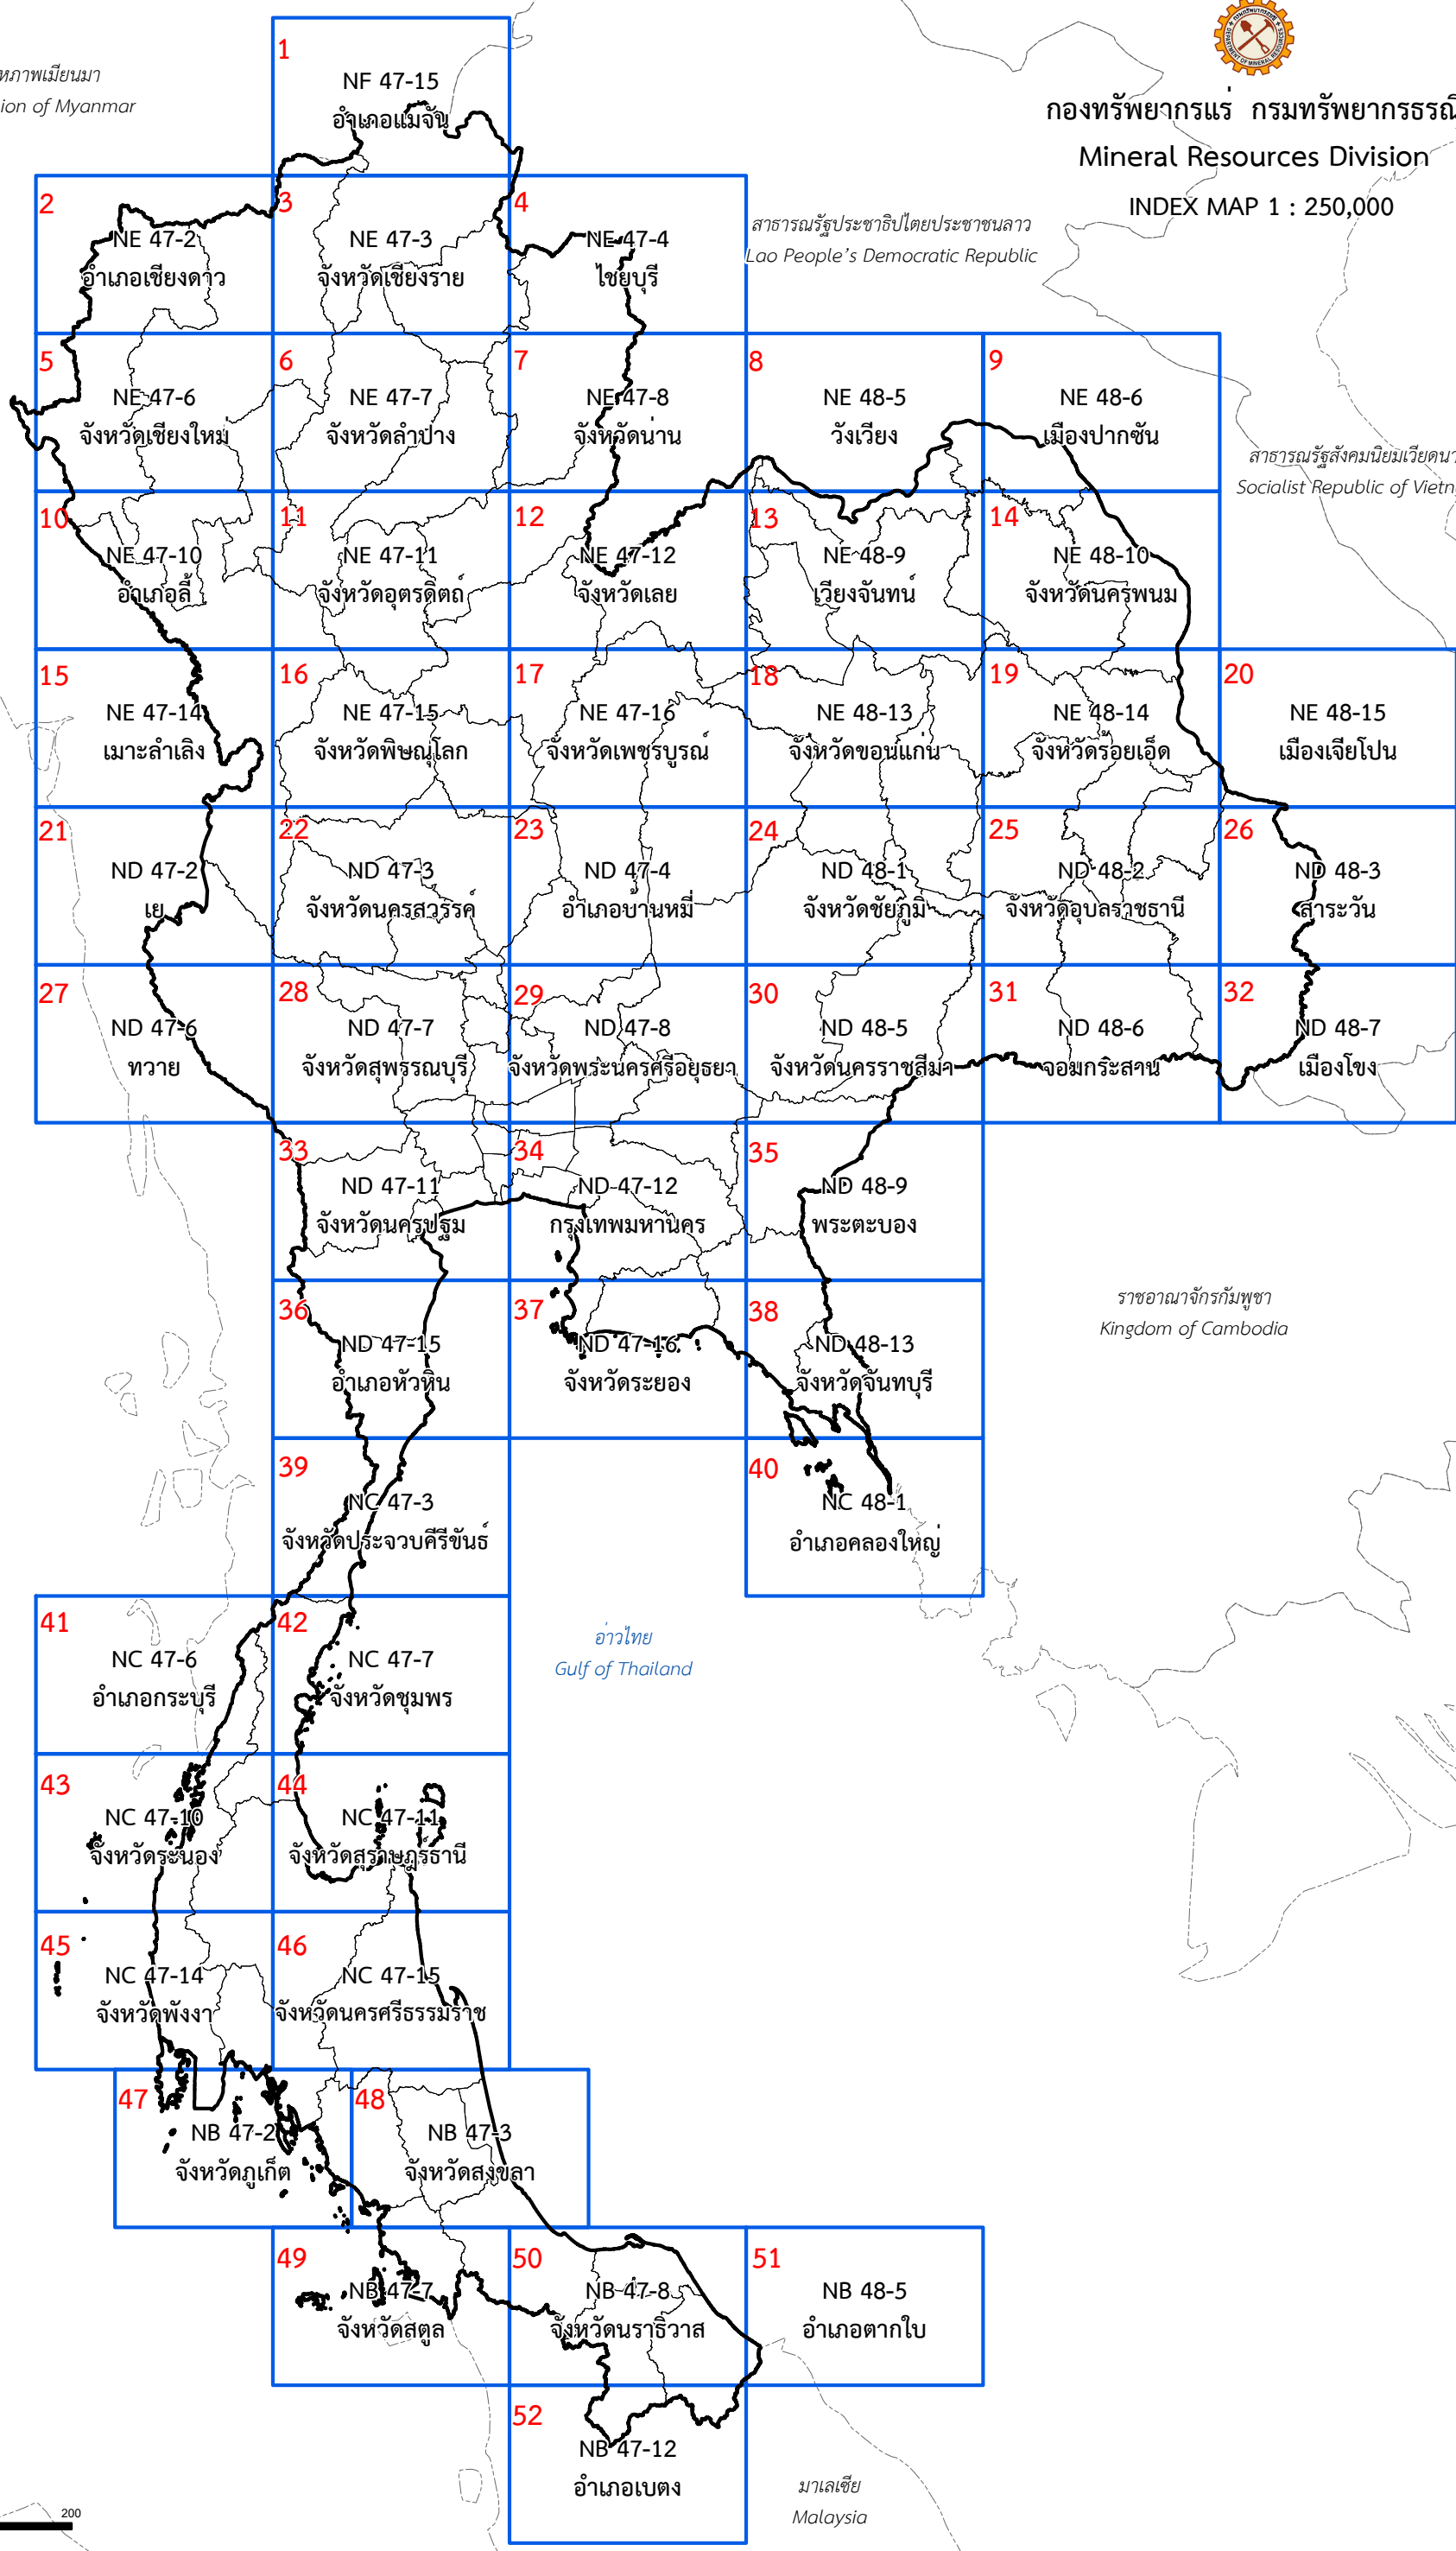 กรมทรัพยากรธรณี
DEPARTMENT OF MINERAL RESOURCES
กองทรัพยากรแร่ กรมทรัพยากรธรณี
Mineral Resources Division
INDEX MAP 1 : 250,000
ion of Myanmar
สาธารณรัฐประชาธิปไตยประชาชนลาว
Lao People's Democratic Republic
Socialist Republic of Vietn
1
NF 47-15
อำเภอแม่จัน
2
NE 47-2
อำเภอเชียงดาว
3
NE 47-3
จังหวัดเชียงราย
4
NE 47-4
ไชยบุรี
5
NE 47-6
จังหวัดเชียงใหม่
6
NE 47-7
จังหวัดลำปาง
7
NE 47-8
จังหวัดน่าน
8
NE 48-5
วังเวียง
9
NE 48-6
เมืองปากซัน
10
NE 47-10
อำเภอลี้
11
NE 47-11
จังหวัดอุตรดิตถ์
12
NE 47-12
จังหวัดเลย
13
NE 48-9
เวียงจันทน์
14
NE 48-10
จังหวัดนครพนม
15
NE 47-14
เมาะลำเลิง
16
NE 47-15
จังหวัดพิษณุโลก
17
NE 47-16
จังหวัดเพชรบูรณ์
18
NE 48-13
จังหวัดขอนแก่น
19
NE 48-14
จังหวัดร้อยเอ็ด
20
NE 48-15
เมืองเจียโปน
21
ND 47-2
เย
22
ND 47-3
จังหวัดนครสวรรค์
23
ND 47-4
อำเภอบ้านหมี่
24
ND 48-1
จังหวัดชัยภูมิ
25
ND 48-2
จังหวัดอุบลราชธานี
26
ND 48-3
สาระวัน
27
ND 47-6
ทวาย
28
ND 47-7
จังหวัดสุพรรณบุรี
29
ND 47-8
จังหวัดพระนครศรีอยุธยา
30
ND 48-5
จังหวัดนครราชสีมา
31
ND 48-6
จอมกระสาน
32
ND 48-7
เมืองโขง
33
ND 47-11
จังหวัดนครปฐม
34
ND 47-12
กรุงเทพมหานคร
35
ND 48-9
พระตะบอง
ราชอาณาจักรกัมพูชา
Kingdom of Cambodia
36
ND 47-15
อำเภอหัวหิน
37
ND 47-16
จังหวัดระยอง
38
ND 48-13
จังหวัดจันทบุรี
39
NC 47-3
จังหวัดประจวบคีรีขันธ์
40
NC 48-1
อำเภอคลองใหญ่
อ่าวไทย
Gulf of Thailand
41
NC 47-6
อำเภอกระบุรี
42
NC 47-7
จังหวัดชุมพร
43
NC 47-10
จังหวัดระนอง
44
NC 47-11
จังหวัดสุราษฎร์ธานี
45
NC 47-14
จังหวัดพังงา
46
NC 47-15
จังหวัดนครศรีธรรมราช
47
NB 47-2
จังหวัดภูเก็ต
48
NB 47-3
จังหวัดสงขลา
49
NB 47-7
จังหวัดสตูล
50
NB 47-8
จังหวัดนราธิวาส
51
NB 48-5
อำเภอตากใบ
52
NB 47-12
อำเภอเบตง
มาเลเซีย
Malaysia
200